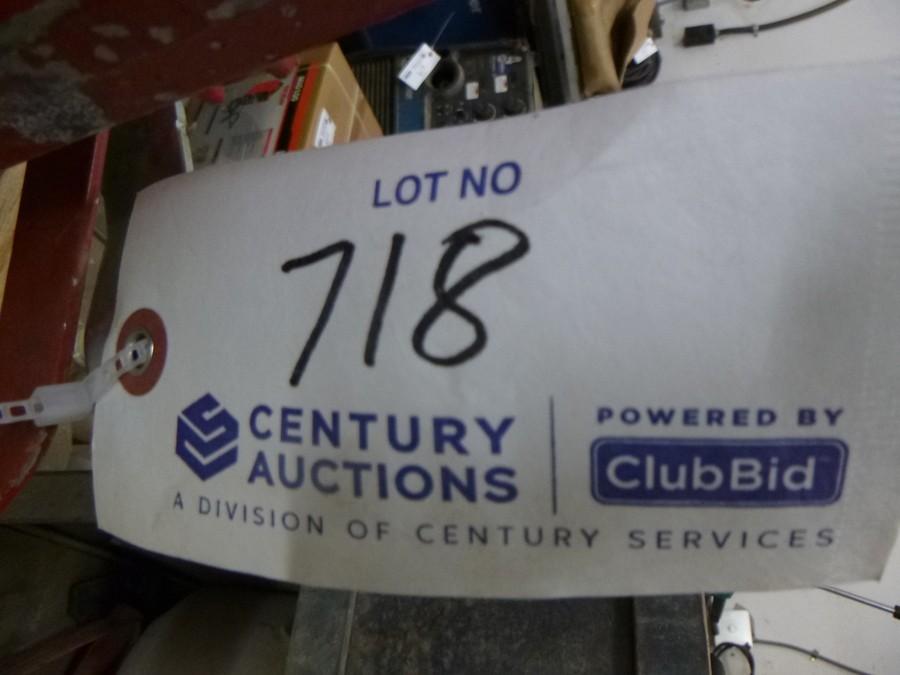 LOT NO
718
CENTURY
AUCTIONS
A DIVISION OF CENTURY SERVICES
POWERED BY
ClubBid